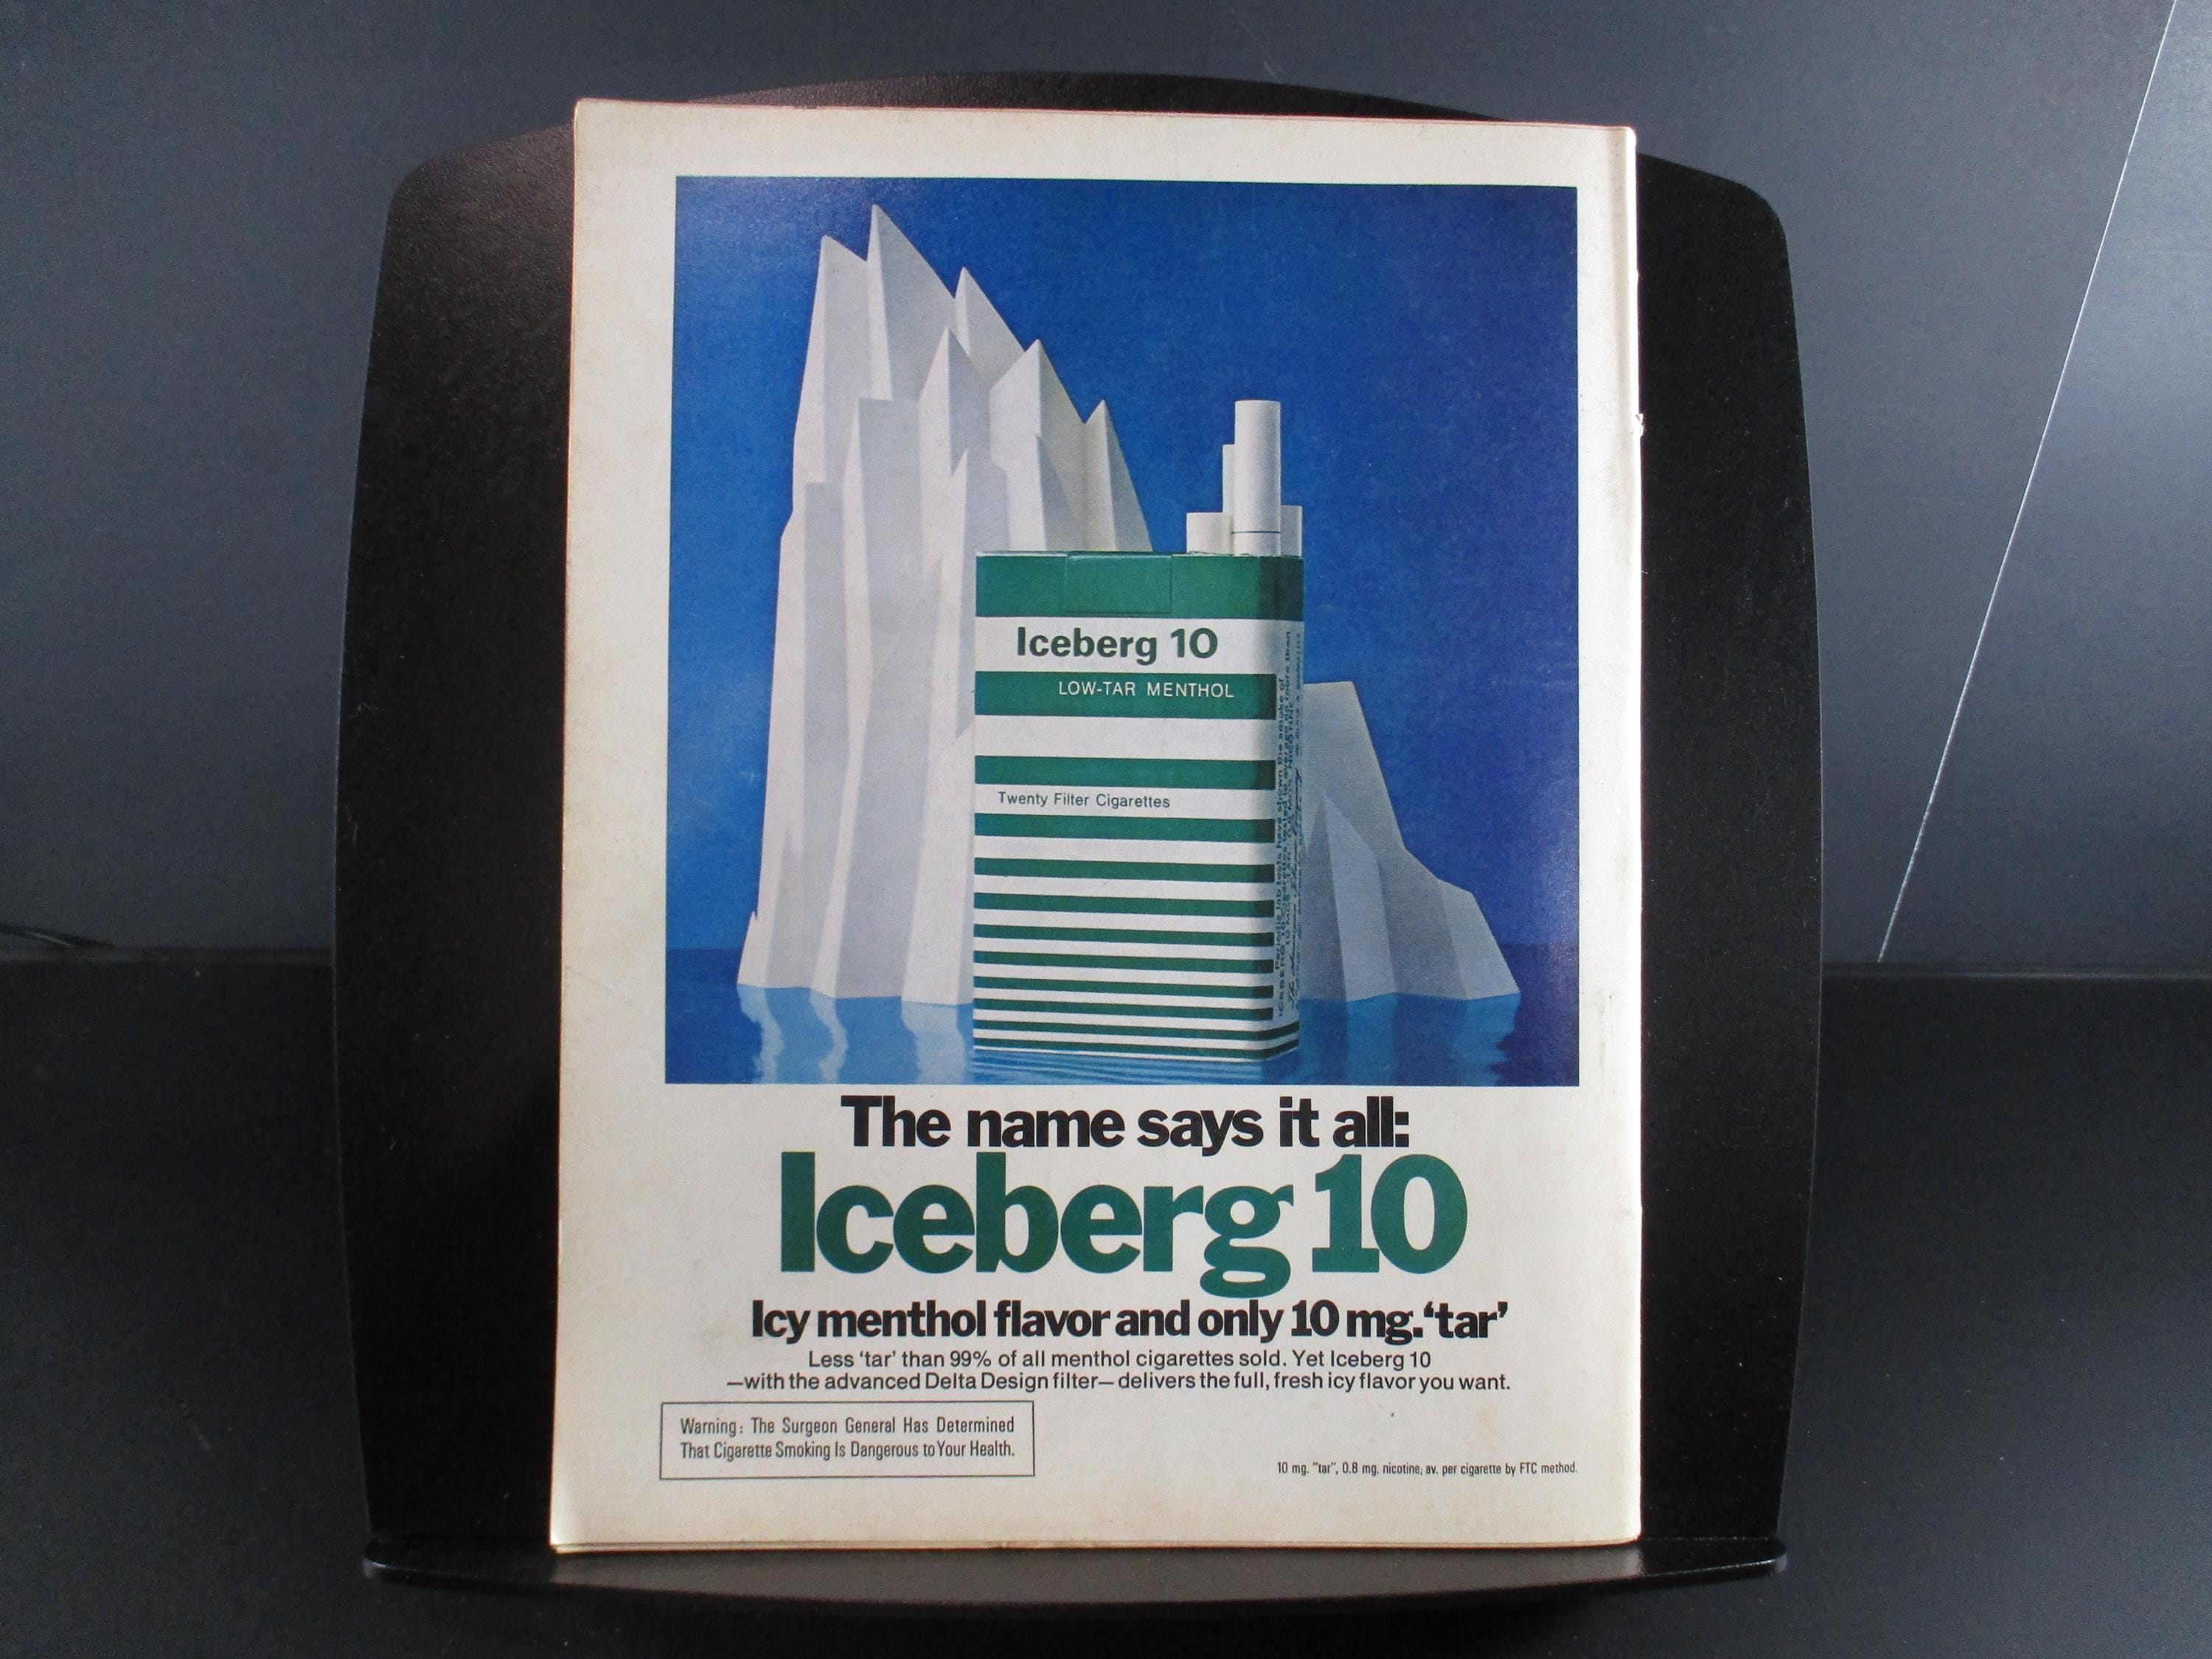 Iceberg 10
LOW-TAR MENTHOL
Twenty Filter Cigarettes
The name says it all:
Iceberg 10
Icy menthol flavor and only 10 mg. ‘tar’
Less ‘tar’ than 99% of all menthol cigarettes sold. Yet Iceberg 10
—with the advanced Delta Design filter—delivers the full, fresh icy flavor you want.
Warning: The Surgeon General Has Determined
That Cigarette Smoking Is Dangerous to Your Health.
10 mg. "tar", 0.8 mg. nicotine; av. per cigarette by FTC method.